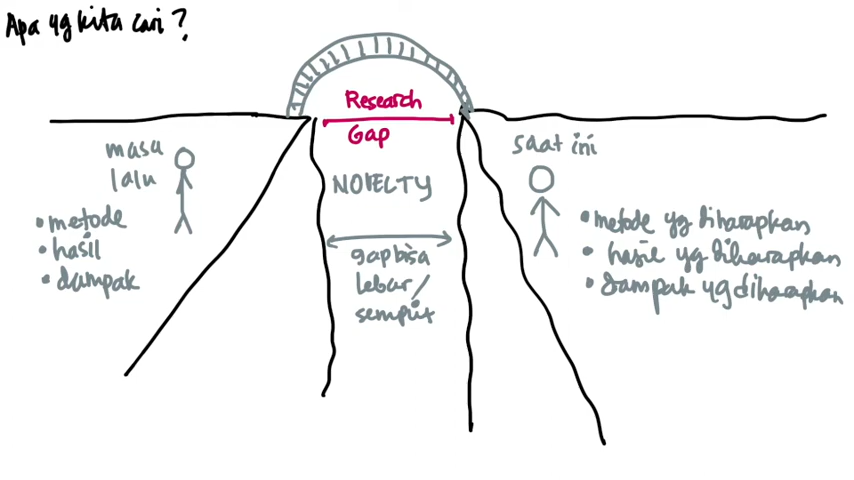 Apa yg kita cari?
Research
Gap
masa
lalu
• metode
• hasil
• dampak
NOVELTY
gap bisa
lebar/
sempit
saat ini
• metode yg diharapkan
• hasil yg diharapkan
• dampak yg diharapkan